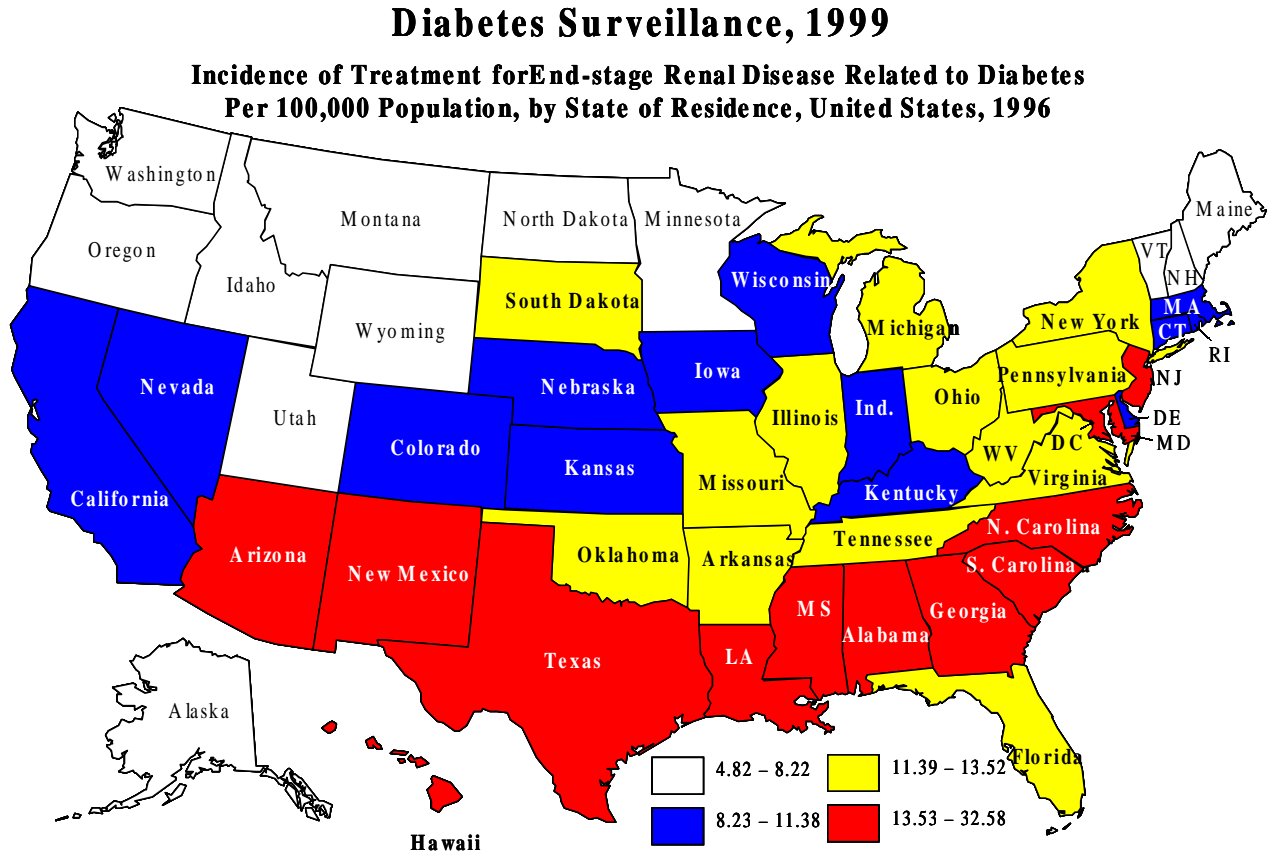 Diabetes Surveillance, 1999
Incidence of Treatment forEnd-stage Renal Disease Related to Diabetes
Per 100,000 Population, by State of Residence, United States, 1996
Washington
Montana
North Dakota
Minnesota
Maine
Oregon
VT
Idaho
NH
Wisconsin
South Dakota
MA
Wyoming
Michigan
New York
CT
RI
Nevada
Nebraska
Iowa
Pennsylvania
NJ
Utah
Illinois
Ind.
Ohio
DE
Colorado
DC
MD
Kansas
WV
California
Missouri
Kentucky
Virginia
Arizona
New Mexico
Oklahoma
Arkansas
Tennessee
N. Carolina
S. Carolina
MS
Alabama
Georgia
Texas
LA
Alaska
Florida
4.82 – 8.22
11.39 – 13.52
8.23 – 11.38
13.53 – 32.58
Hawaii